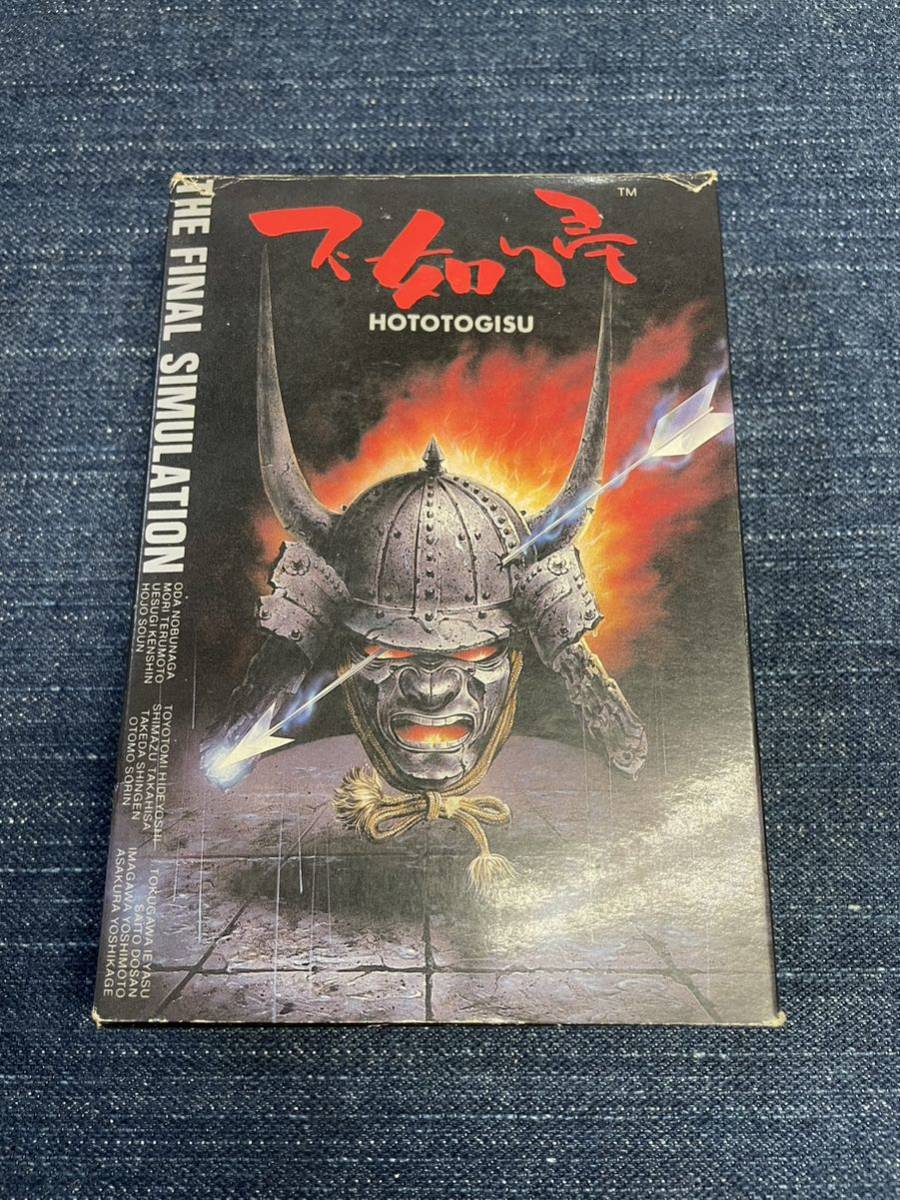 不如帰
TM
HOTOTOGISU
THE FINAL SIMULATION
ODA NOBUNAGA
MORI TERUMOTO
UESUGI KENSHIN
HOJO SOUN
TOYOTOMI HIDEYOSHI
SHIMAZU TAKAHISA
TAKEDA SHINGEN
OTOMO SORIN
TOKUGAWA IEYASU
SAITO DOSAN
IMAGAWA YOSHIMOTO
ASAKURA YOSHIKAGE